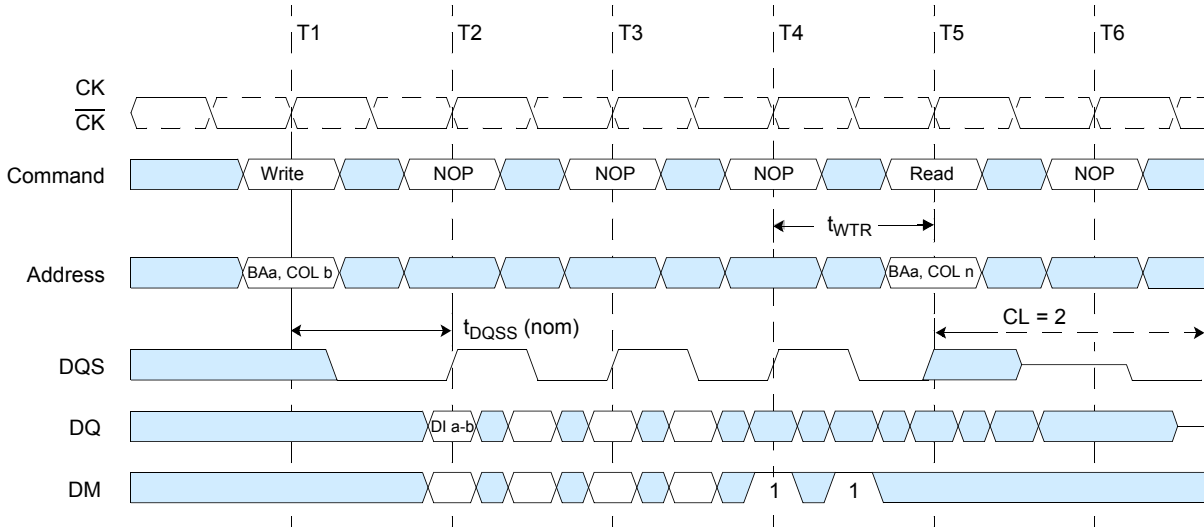 T1 T2 T3 T4 T5 T6
CK
CK
Command Write NOP NOP NOP Read NOP
tWTR
Address BAa, COL b BAa, COL n
tDQSS (nom) CL = 2
DQS
DQ DI a-b
DM 1 1